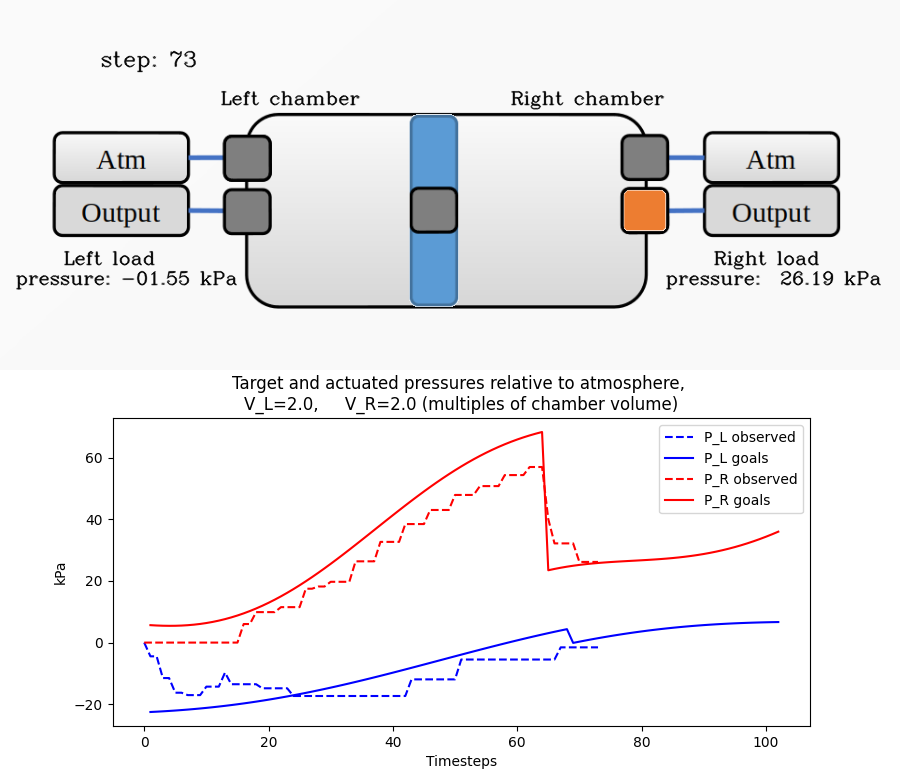 step: 73
Left chamber
Right chamber
Atm
Atm
Output
Output
Left load
pressure: -01.55 kPa
Right load
pressure: 26.19 kPa
Target and actuated pressures relative to atmosphere,
V_L=2.0, V_R=2.0 (multiples of chamber volume)
P_L observed
P_L goals
P_R observed
P_R goals
kPa
60
40
20
0
−20
0 20 40 60 80 100
Timesteps